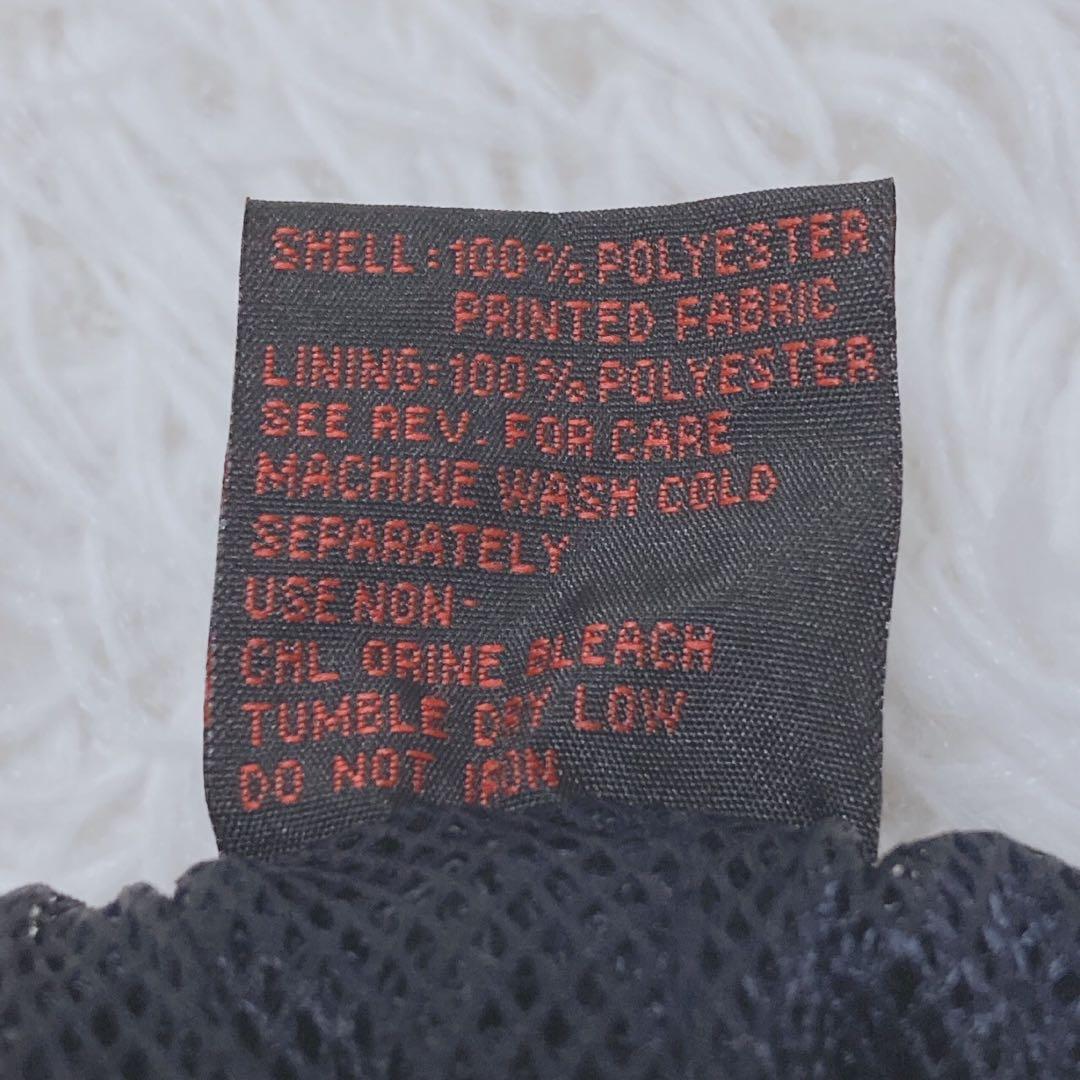 SHELL: 100% POLYESTER
PRINTED FABRIC
LINING: 100% POLYESTER
SEE REV. FOR CARE
MACHINE WASH COLD
SEPARATELY
USE NON-
CHL ORINE BLEACH
TUMBLE DRY LOW
DO NOT IRON